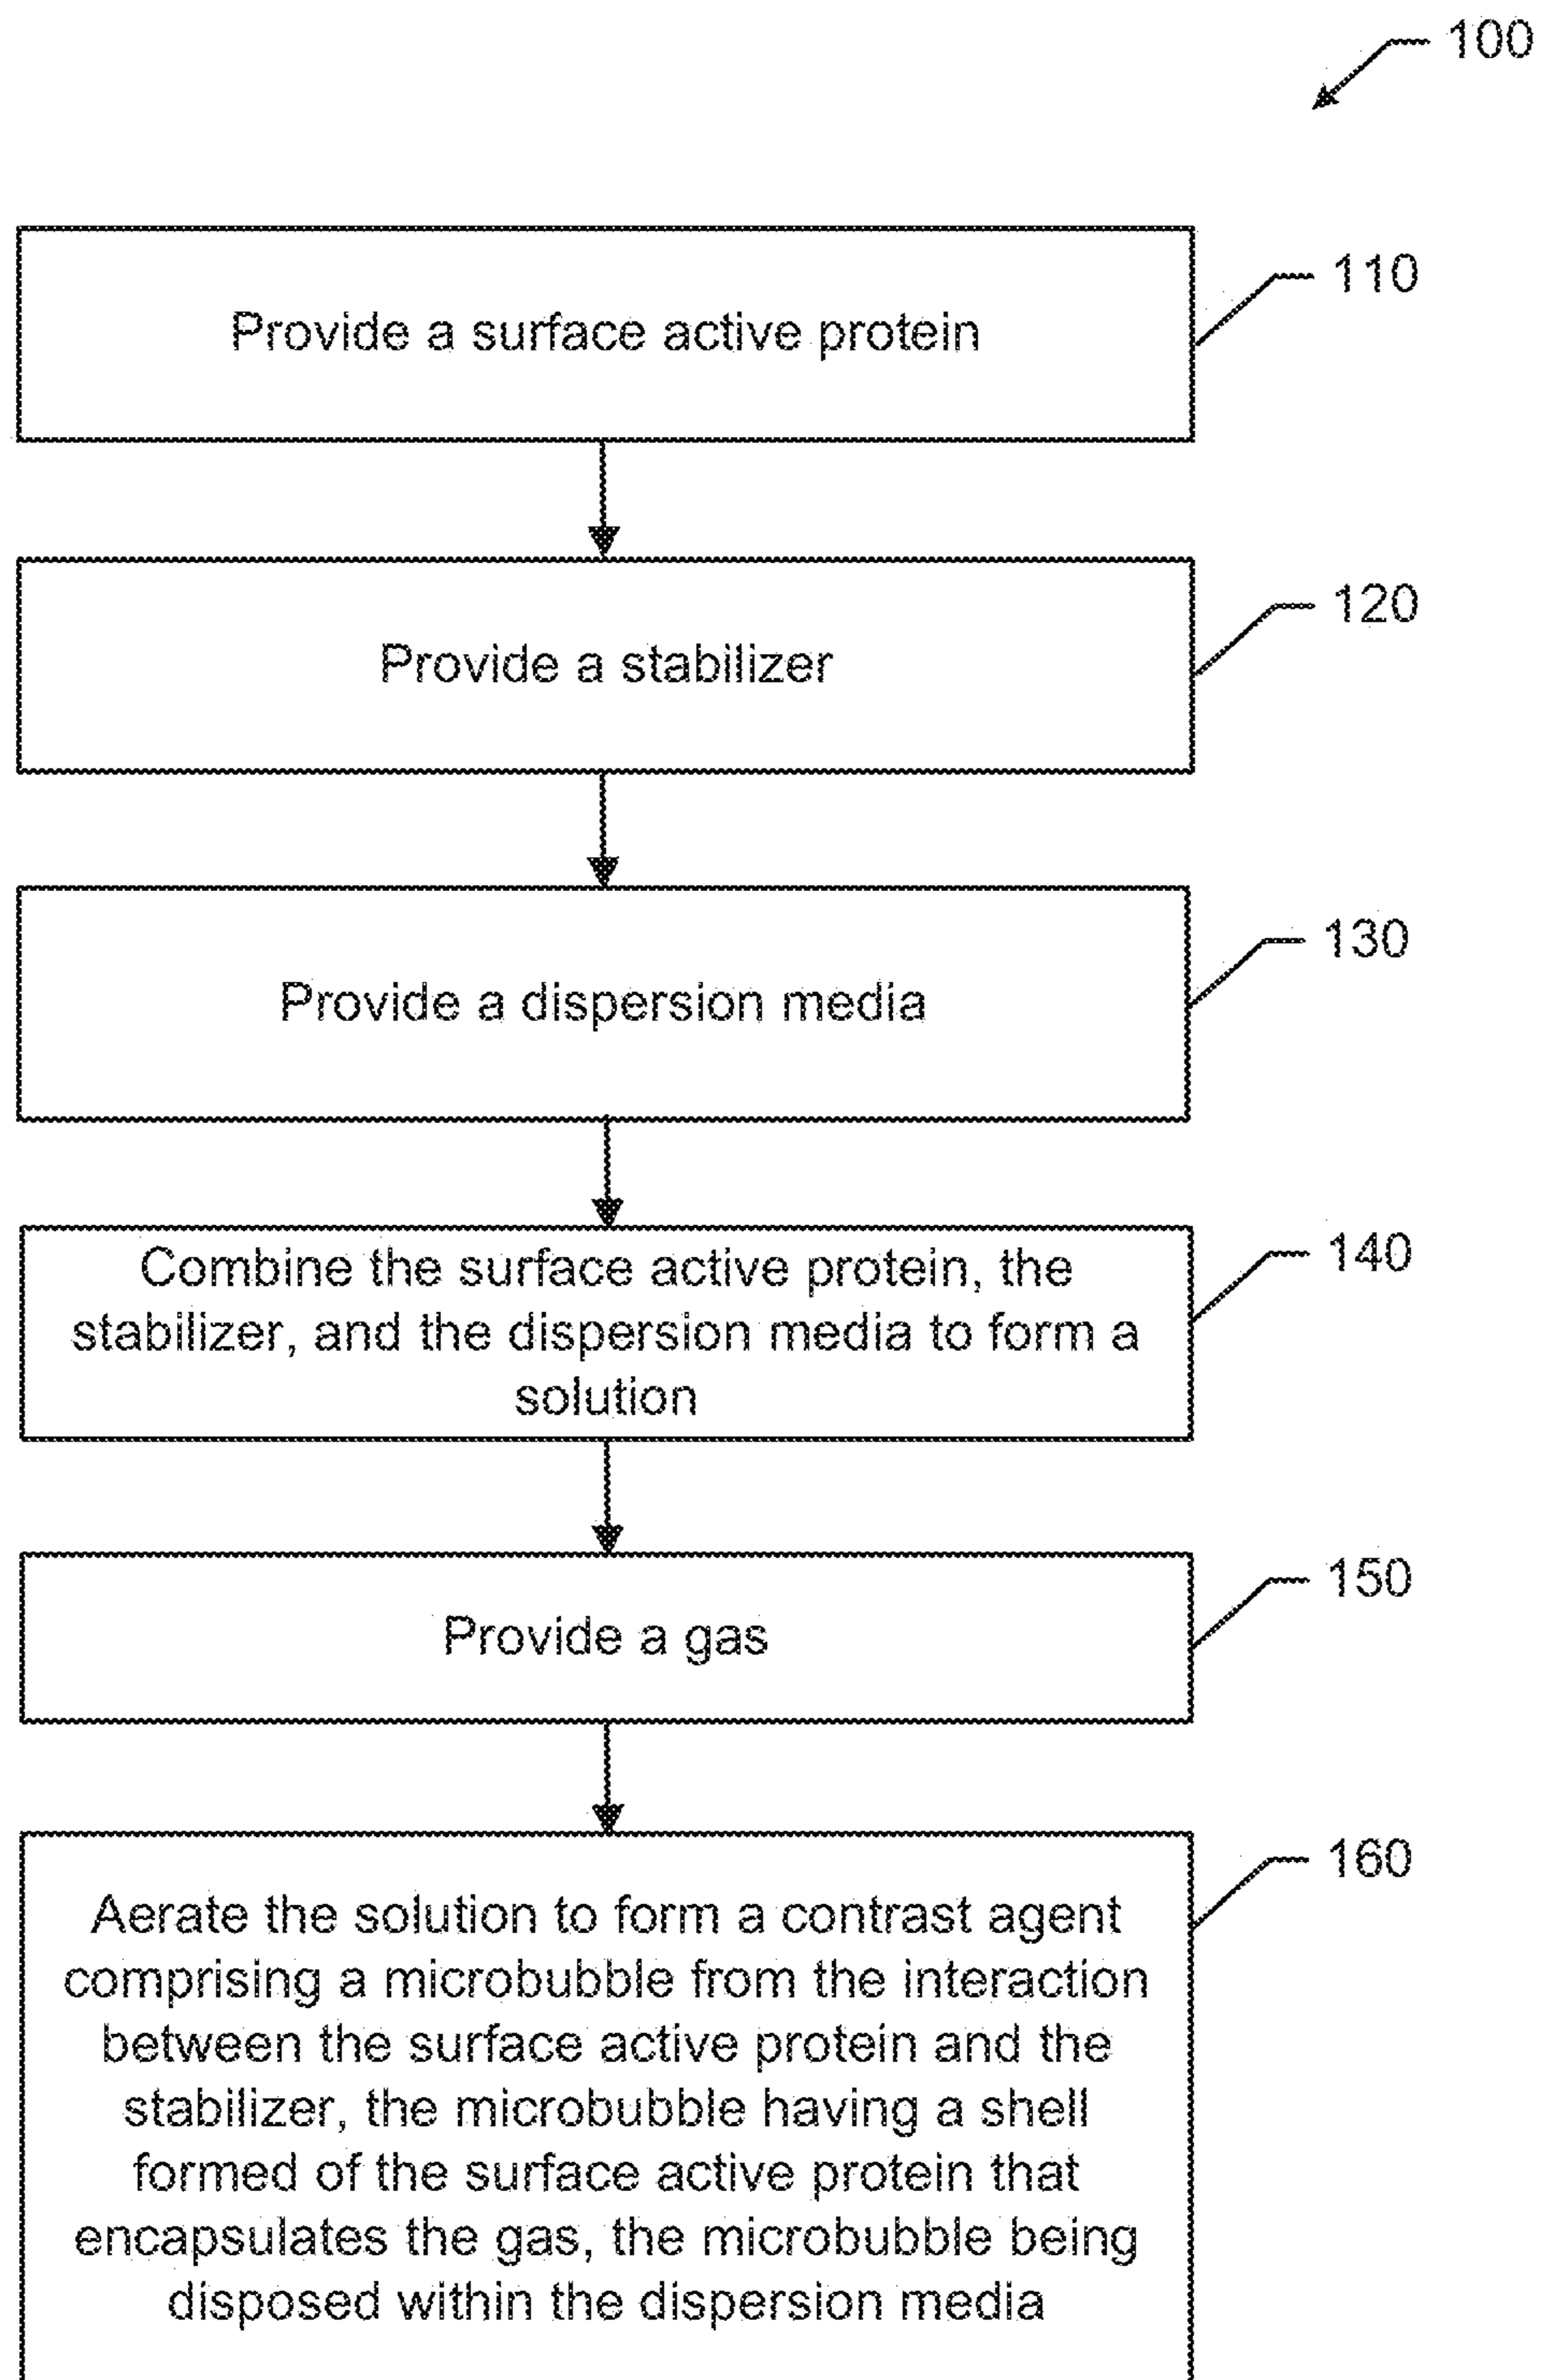 100
Provide a surface active protein
110
Provide a stabilizer
120
Provide a dispersion media
130
Combine the surface active protein, the
stabilizer, and the dispersion media to form a
solution
140
Provide a gas
150
Aerate the solution to form a contrast agent
comprising a microbubble from the interaction
between the surface active protein and the
stabilizer, the microbubble having a shell
formed of the surface active protein that
encapsulates the gas, the microbubble being
disposed within the dispersion media
160